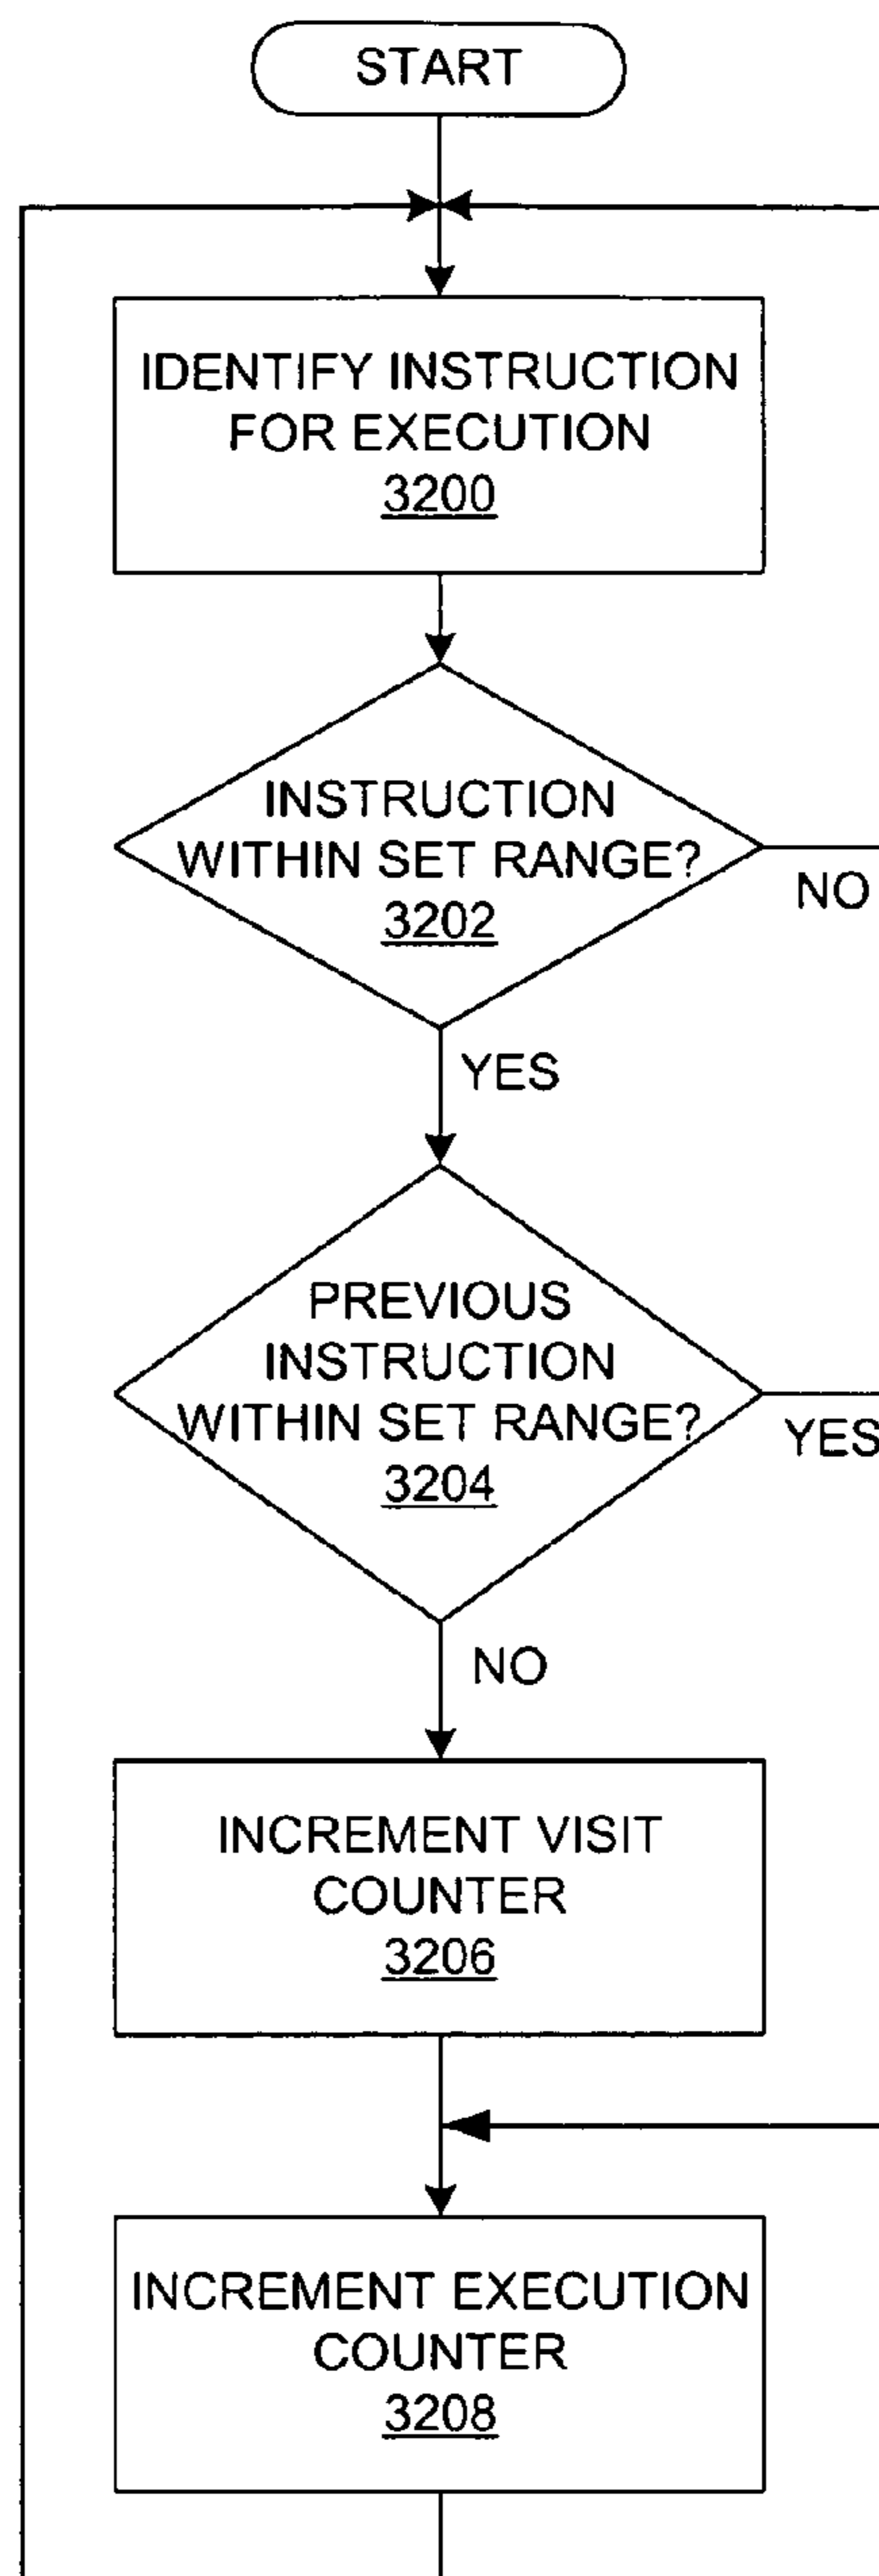 START
IDENTIFY INSTRUCTION
FOR EXECUTION
3200
INSTRUCTION
WITHIN SET RANGE?
3202
NO
YES
PREVIOUS
INSTRUCTION
WITHIN SET RANGE?
3204
YES
NO
INCREMENT VISIT
COUNTER
3206
INCREMENT EXECUTION
COUNTER
3208